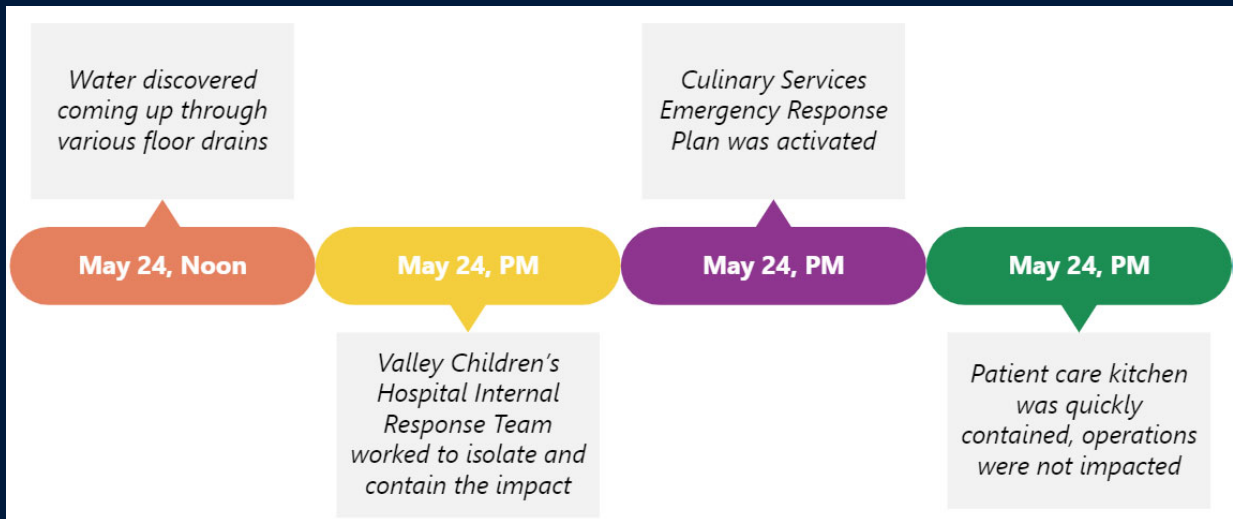 Water discovered
coming up through
various floor drains
May 24, Noon
May 24, PM
Valley Children’s
Hospital Internal
Response Team
worked to isolate and
contain the impact
Culinary Services
Emergency Response
Plan was activated
May 24, PM
May 24, PM
Patient care kitchen
was quickly
contained, operations
were not impacted